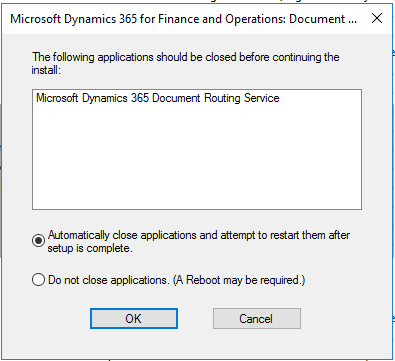 Microsoft Dynamics 365 for Finance and Operations: Document ...
The following applications should be closed before continuing the
install:
Microsoft Dynamics 365 Document Routing Service
Automatically close applications and attempt to restart them after
setup is complete.
Do not close applications. (A Reboot may be required.)
OK
Cancel